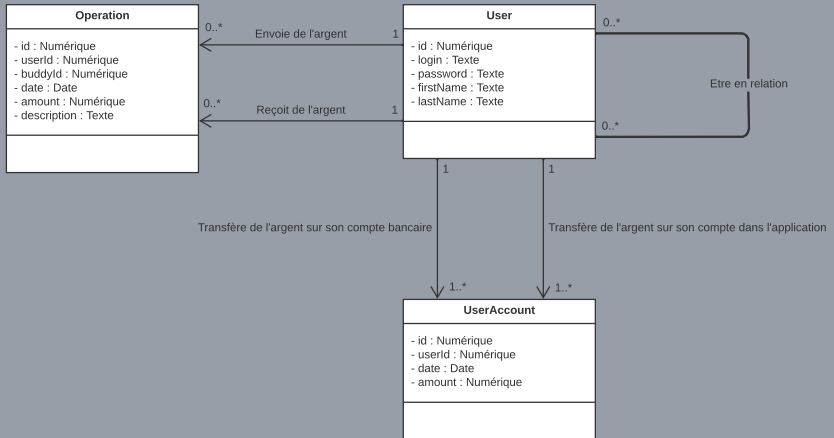 Operation
- id : Numérique
- userId : Numérique
- buddyId : Numérique
- date : Date
- amount : Numérique
- description : Texte
0..*
Envoie de l'argent
1
0..*
Reçoit de l'argent
1
User
- id : Numérique
- login : Texte
- password : Texte
- firstName : Texte
- lastName : Texte
0..*
Etre en relation
0..*
1
1
Transfère de l'argent sur son compte bancaire
Transfère de l'argent sur son compte dans l'application
1..*
1..*
UserAccount
- id : Numérique
- userId : Numérique
- date : Date
- amount : Numérique